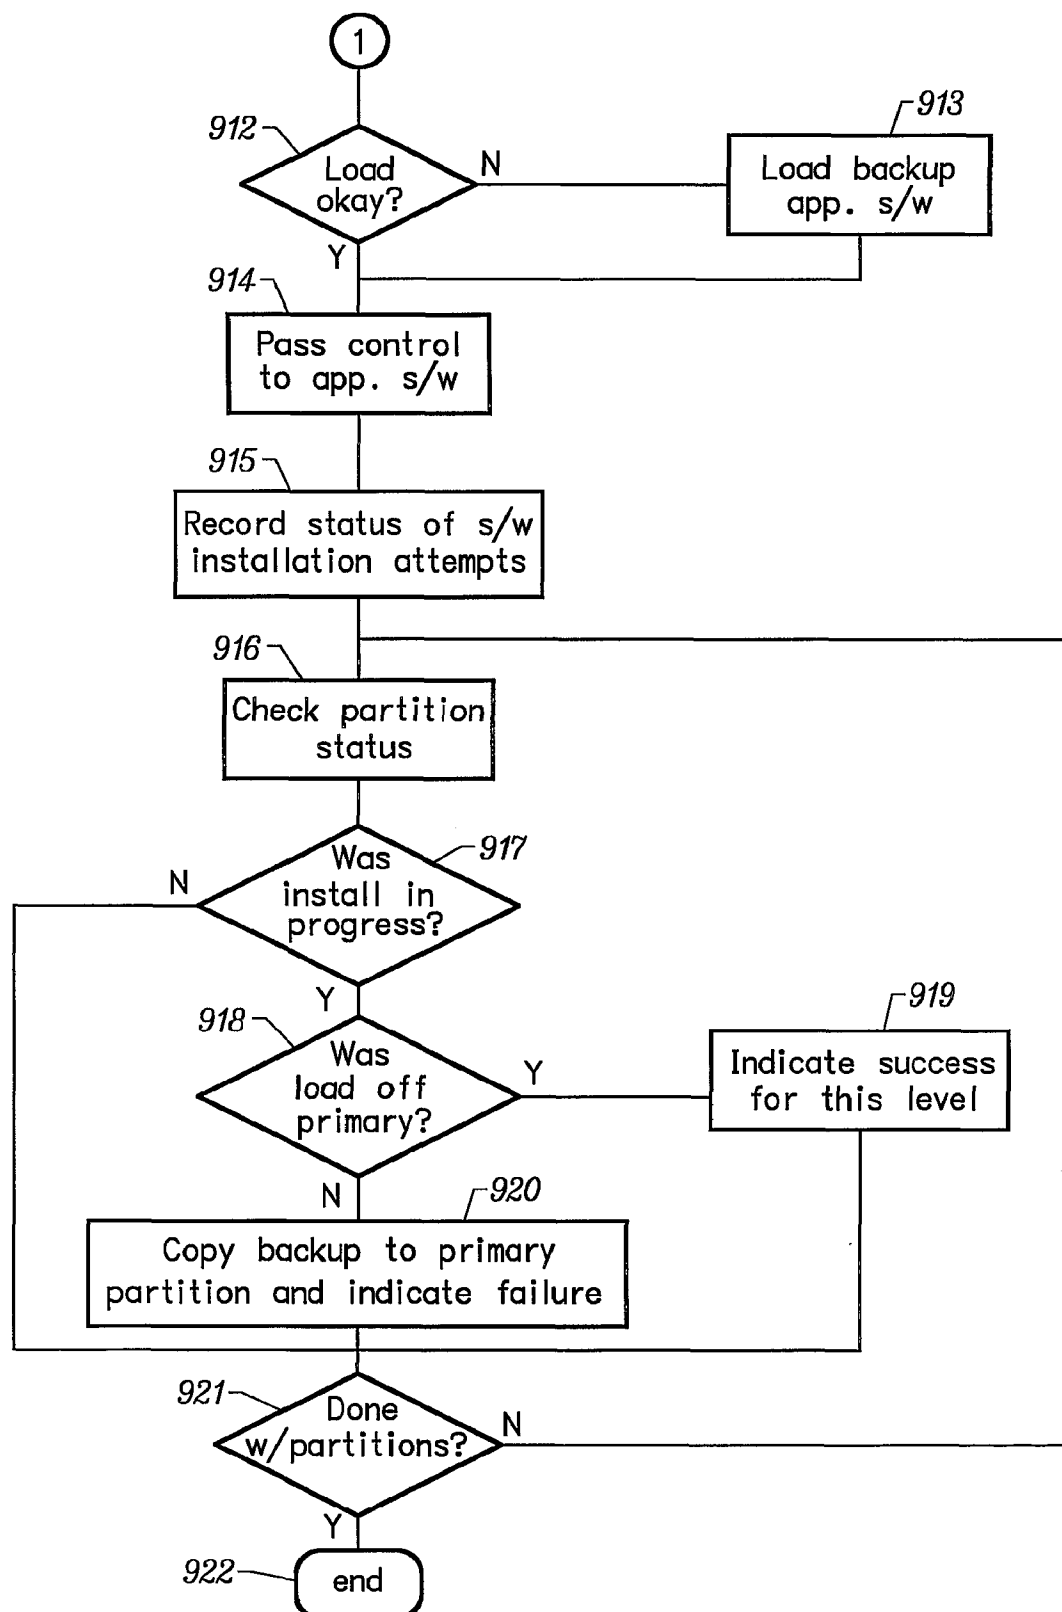 1
912
Load
okay?
N
Y
913
Load backup
app. s/w
914
Pass control
to app. s/w
915
Record status of s/w
installation attempts
916
Check partition
status
917
Was
install in
progress?
N
Y
918
Was
load off
primary?
Y
N
919
Indicate success
for this level
920
Copy backup to primary
partition and indicate failure
921
Done
w/partitions?
N
Y
922
end